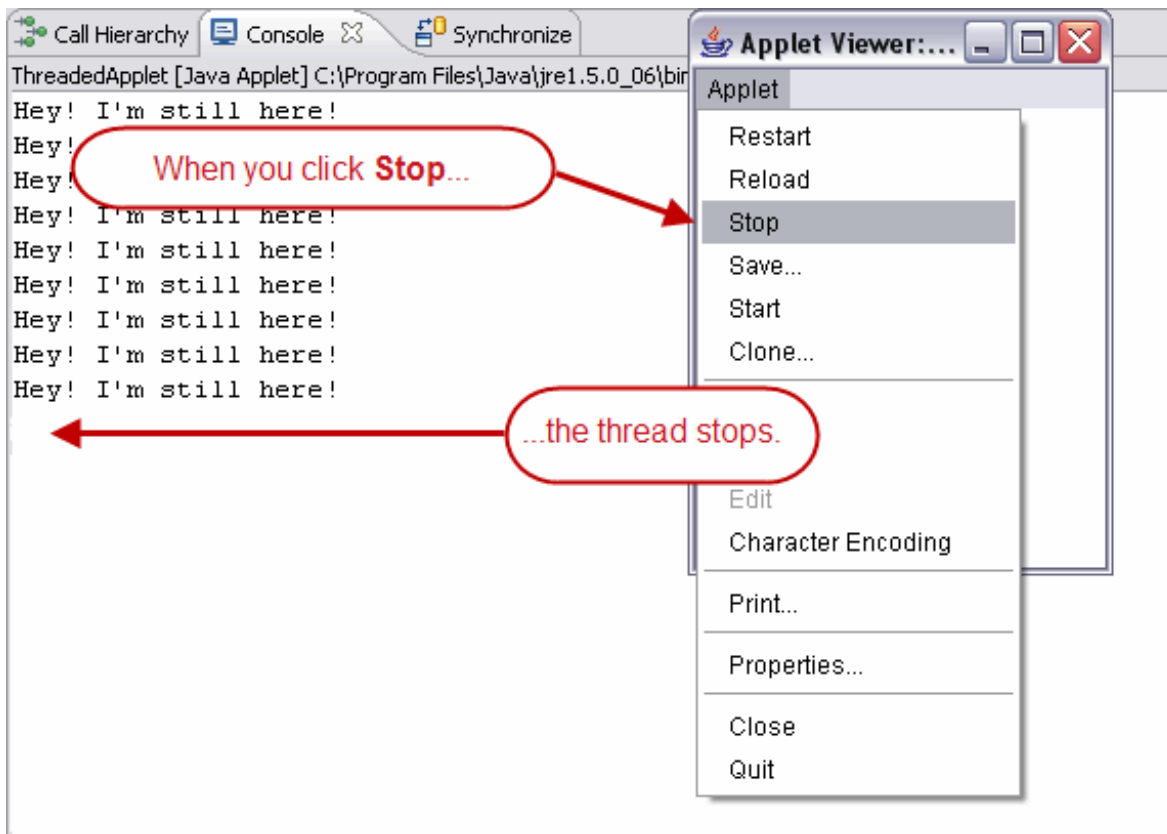 Call Hierarchy
Console
Synchronize
ThreadedApplet [Java Applet] C:\Program Files\Java\jre1.5.0_06\bin
Hey! I'm still here!
Hey!
Hey!
Hey! I'm still here!
Hey! I'm still here!
Hey! I'm still here!
Hey! I'm still here!
Hey! I'm still here!
Hey! I'm still here!
When you click Stop...
...the thread stops.
Applet Viewer:...
Applet
Restart
Reload
Stop
Save...
Start
Clone...
Edit
Character Encoding
Print...
Properties...
Close
Quit